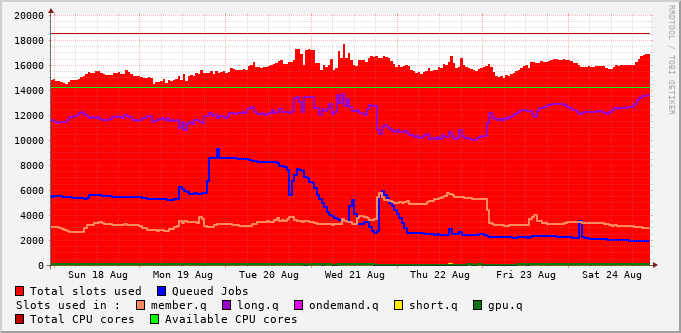 20000
18000
16000
14000
12000
10000
8000
6000
4000
2000
0
Sun 18 Aug Mon 19 Aug Tue 20 Aug Wed 21 Aug Thu 22 Aug Fri 23 Aug Sat 24 Aug
RRDTOOL / TOBI OETIKER
Total slots used Queued Jobs
Slots used in : member.q long.q ondemand.q short.q gpu.q
Total CPU cores Available CPU cores